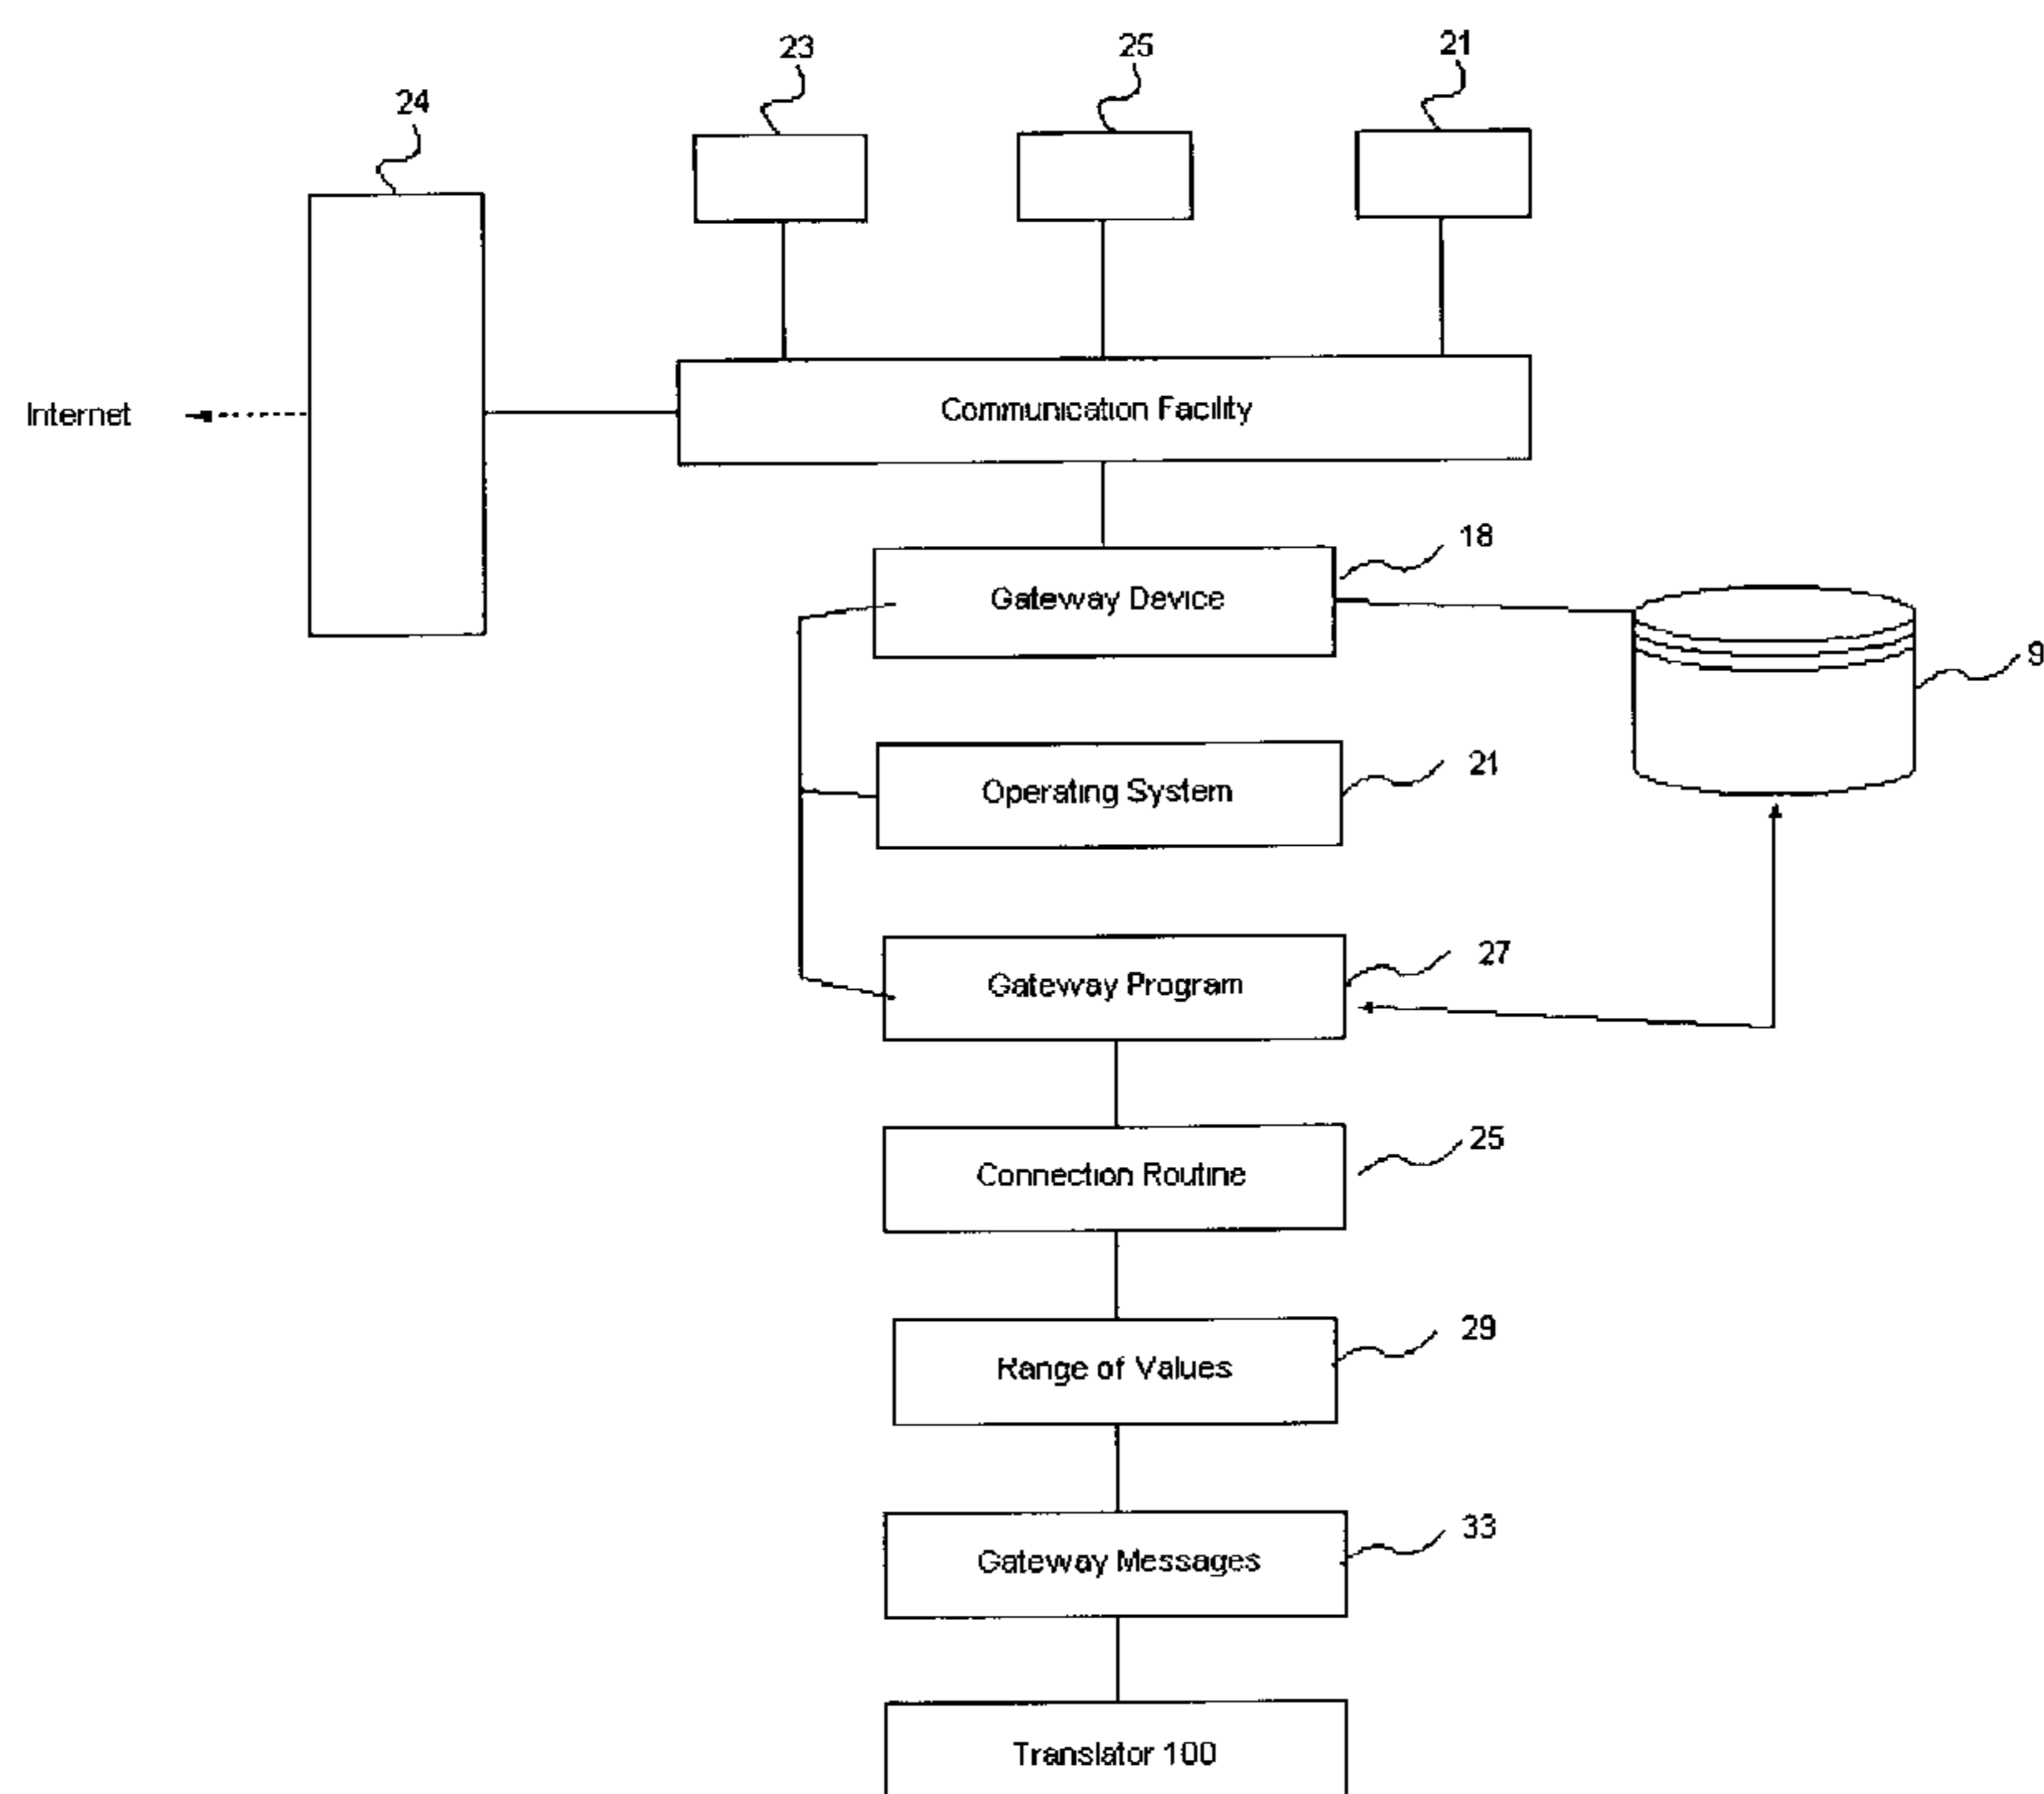 23
25
21
24
Internet
Communication Facility
18
Gateway Device
9
21
Operating System
27
Gateway Program
25
Connection Routine
29
Range of Values
33
Gateway Messages
Translator 100